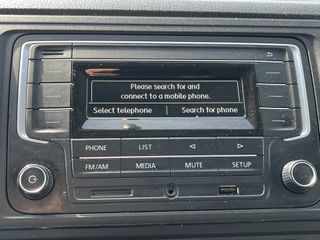 Please search for and
connect to a mobile phone.
Select telephone Search for phone
PHONE LIST
FM/AM MEDIA MUTE SETUP